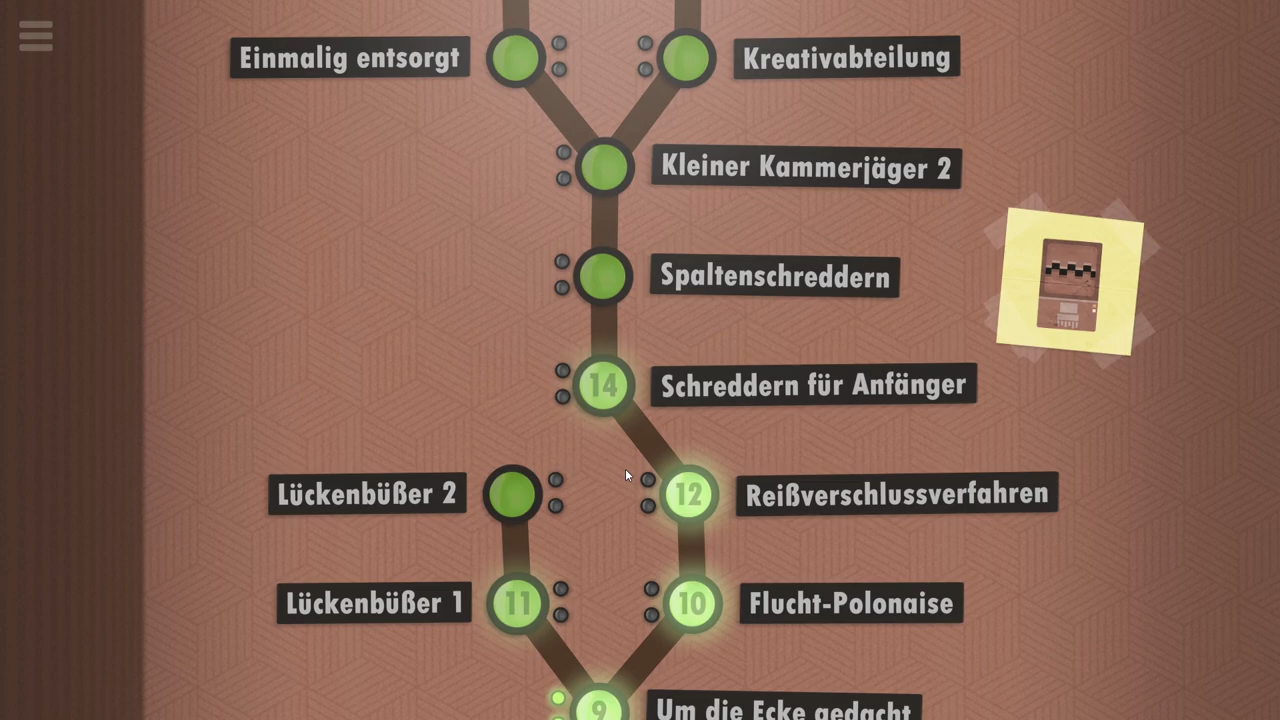 Einmalig entsorgt
Kreativabteilung
Kleiner Kammerjäger 2
Spaltenschreddern
14
Schreddern für Anfänger
Lückenbüßer 2
12
Reißverschlussverfahren
Lückenbüßer 1
11
10
Flucht-Polonaise
9
Um die Ecke gedacht